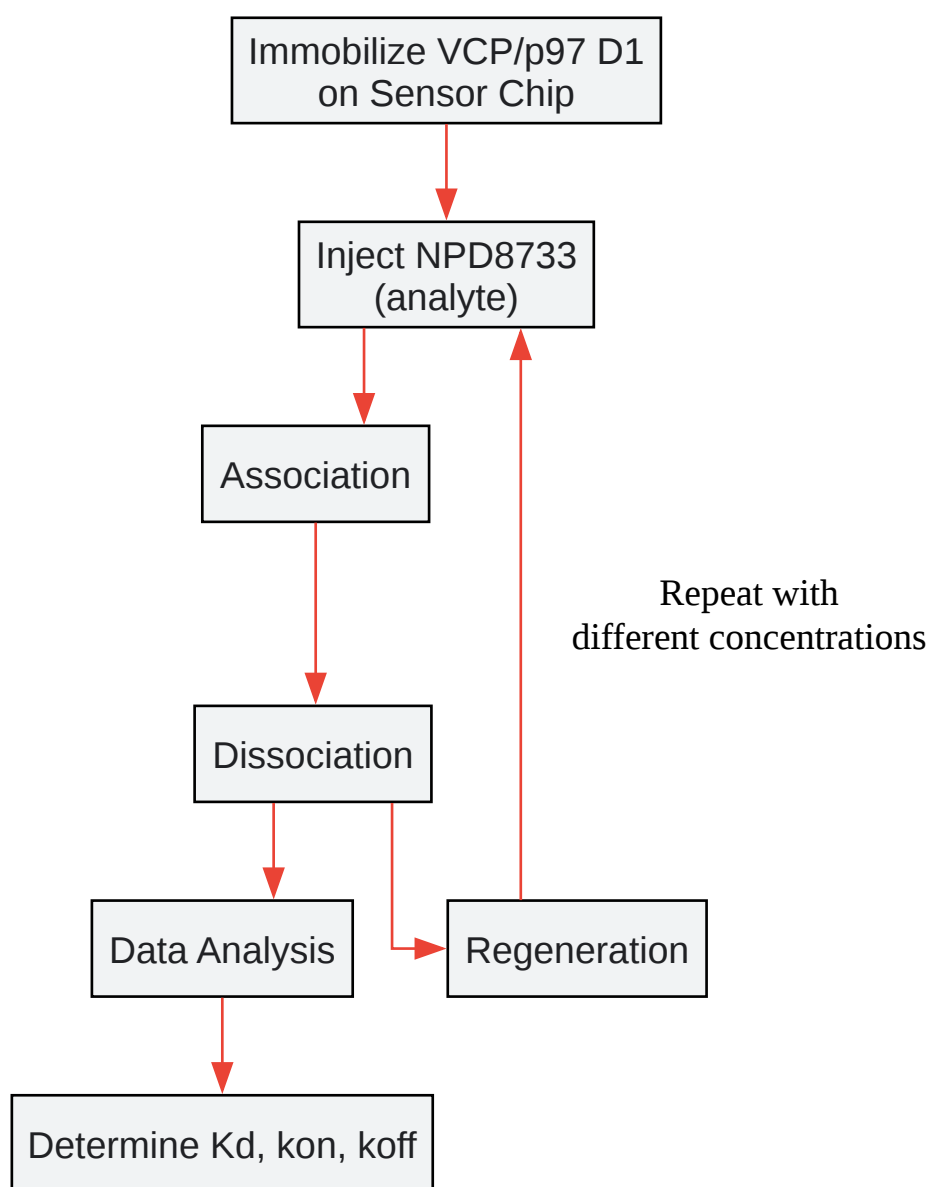 Immobilize VCP/p97 D1
on Sensor Chip
Inject NPD8733
(analyte)
Association
Repeat with
different concentrations
Dissociation
Data Analysis
Regeneration
Determine Kd, kon, koff